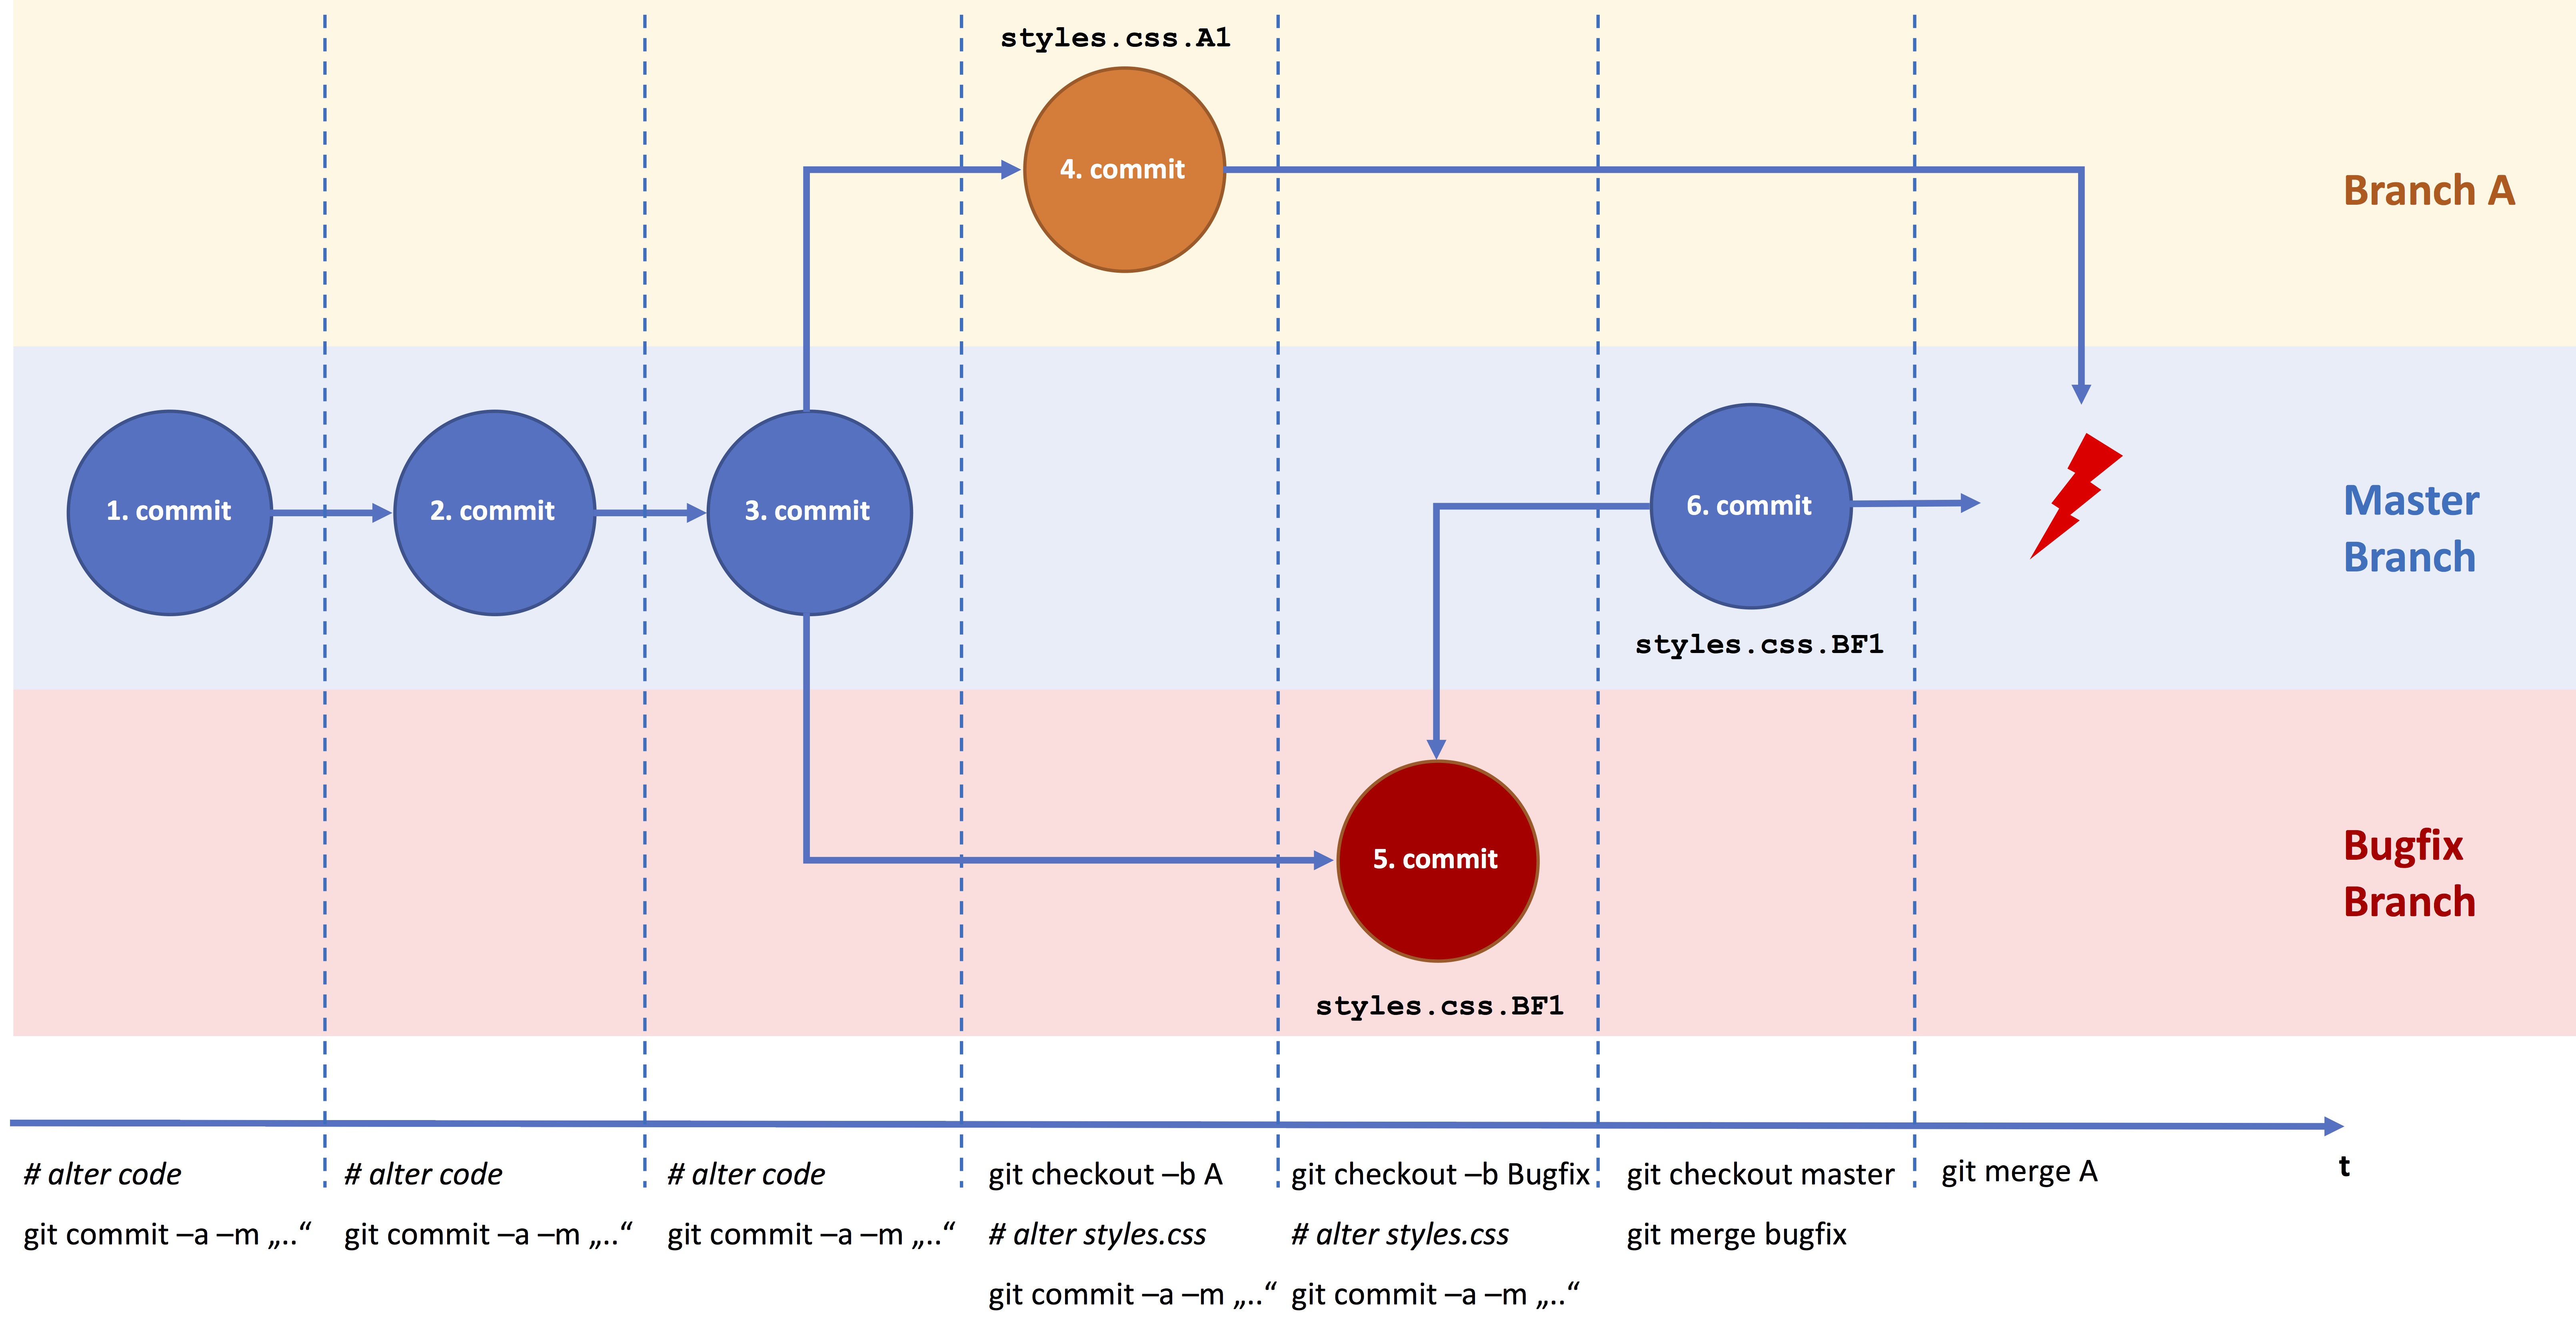 styles.css.A1
4. commit
Branch A
1. commit
2. commit
3. commit
6. commit
Master
Branch
styles.css.BF1
5. commit
Bugfix
Branch
styles.css.BF1
# alter code
git commit –a –m „..“
# alter code
git commit –a –m „..“
# alter code
git commit –a –m „..“
git checkout –b A
# alter styles.css
git commit –a –m „..“
git checkout –b Bugfix
# alter styles.css
git commit –a –m „..“
git checkout master
git merge bugfix
git merge A
t